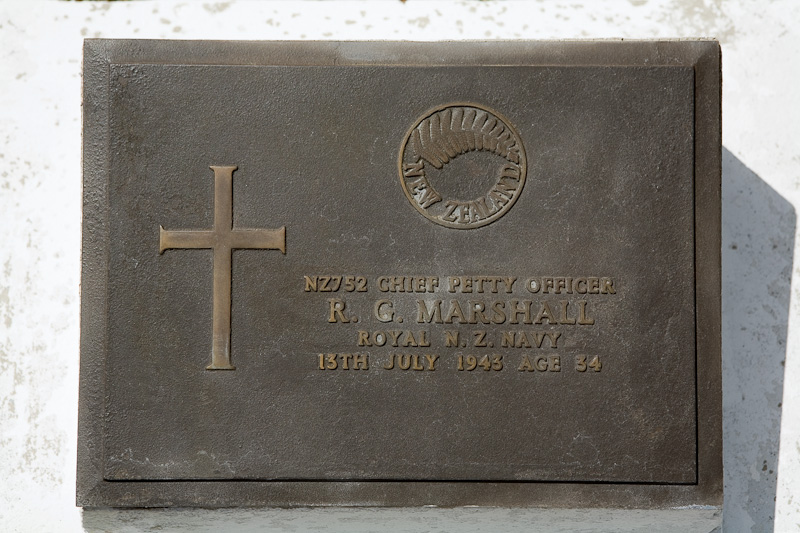 NEW ZEALAND
NZ752 CHIEF PETTY OFFICER
R. G. MARSHALL
ROYAL N. Z. NAVY
13TH JULY 1943 AGE 34